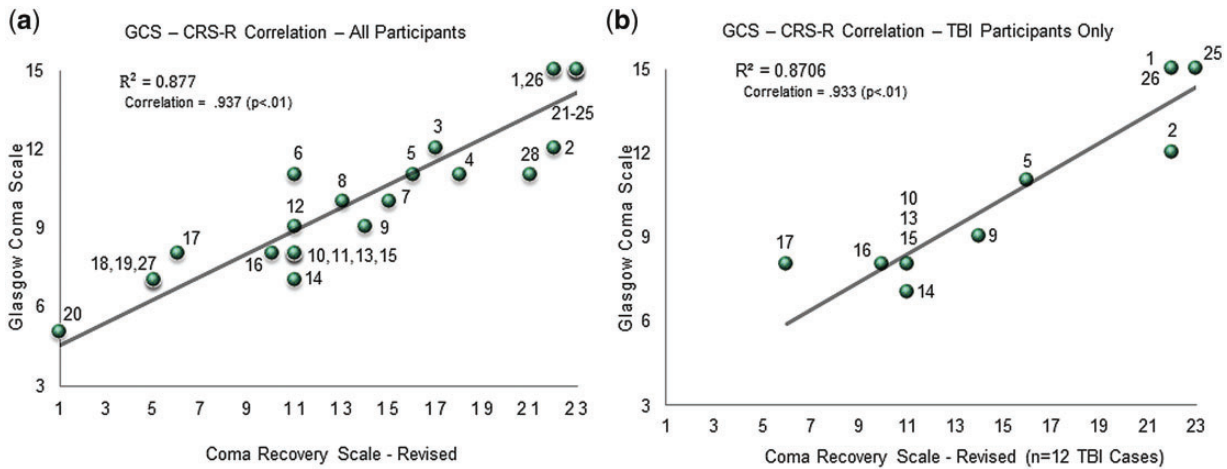 (a)
GCS – CRS-R Correlation – All Participants
R² = 0.877
Correlation = .937 (p<.01)
Glasgow Coma Scale
15
12
9
6
3
1,26
21-25
3
6
5
28
2
4
8
7
12
9
17
10,11,13,15
18,19,27
16
14
20
1 3 5 7 9 11 13 15 17 19 21 23
Coma Recovery Scale - Revised
(b)
GCS – CRS-R Correlation – TBI Participants Only
R² = 0.8706
Correlation = .933 (p<.01)
Glasgow Coma Scale
15
12
9
6
3
1
26
25
2
5
10
13
15
9
17
16
14
1 3 5 7 9 11 13 15 17 19 21 23
Coma Recovery Scale - Revised (n=12 TBI Cases)